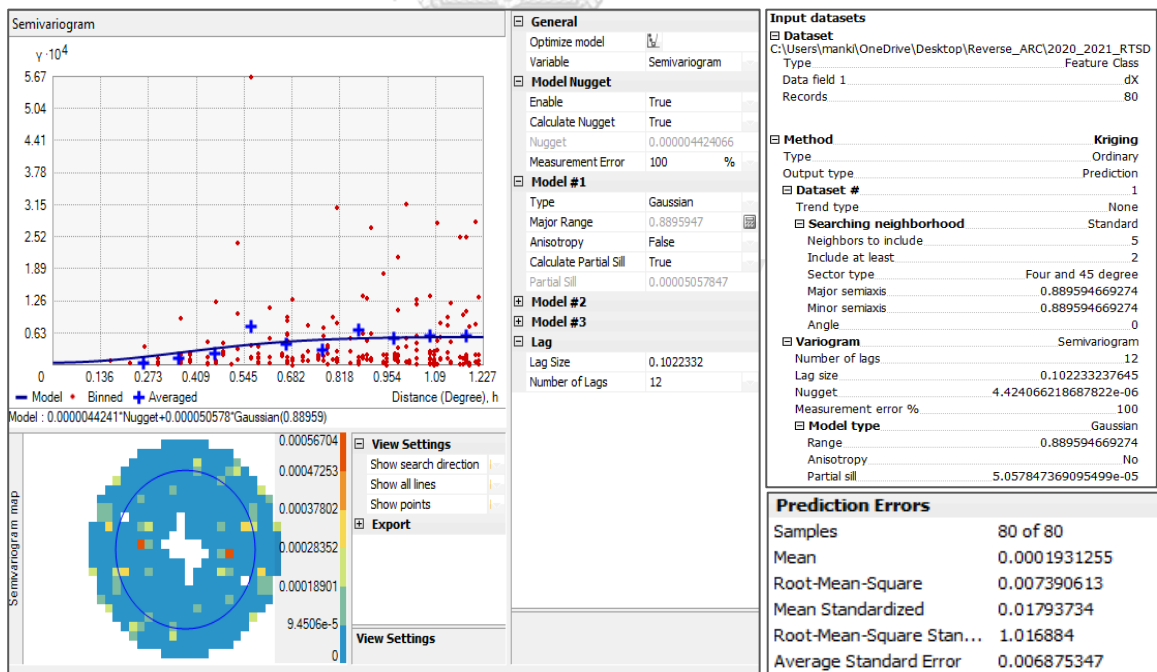 Semivariogram
γ ·10⁴
5.67
5.04
4.41
3.78
3.15
2.52
1.89
1.26
0.63
0 0.136 0.273 0.409 0.545 0.682 0.818 0.954 1.09 1.227
Model Binned Averaged Distance (Degree), h
Model : 0.0000044241*Nugget+0.000050578*Gaussian(0.88959)
Semivariogram map
0.00056704
0.00047253
0.00037802
0.00028352
0.00018901
9.4506e-5
0
View Settings
Show search direction
Show all lines
Show points
Export
View Settings
General
Optimize model
Variable Semivariogram
Model Nugget
Enable True
Calculate Nugget True
Nugget 0.000004424066
Measurement Error 100 %
Model #1
Type Gaussian
Major Range 0.8895947
Anisotropy False
Calculate Partial Sill True
Partial Sill 0.00005057847
Model #2
Model #3
Lag
Lag Size 0.1022332
Number of Lags 12
Input datasets
Dataset
C:\Users\manki\OneDrive\Desktop\Reverse_ARC\2020_2021_RTSD
Type Feature Class
Data field 1 dX
Records 80
Method Kriging
Type Ordinary
Output type Prediction
Dataset # 1
Trend type None
Searching neighborhood Standard
Neighbors to include 5
Include at least 2
Sector type Four and 45 degree
Major semiaxis 0.889594669274
Minor semiaxis 0.889594669274
Angle 0
Variogram Semivariogram
Number of lags 12
Lag size 0.102233237645
Nugget 4.424066218687822e-06
Measurement error % 100
Model type Gaussian
Range 0.889594669274
Anisotropy No
Partial sill 5.057847369095499e-05
Prediction Errors
Samples 80 of 80
Mean 0.0001931255
Root-Mean-Square 0.007390613
Mean Standardized 0.01793734
Root-Mean-Square Stan... 1.016884
Average Standard Error 0.006875347